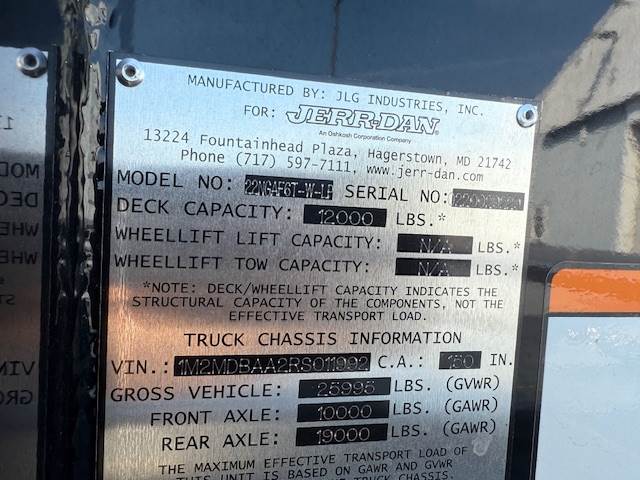 MANUFACTURED BY: JLG INDUSTRIES, INC.
FOR: JERR-DAN
An Oshkosh Corporation Company
13224 Fountainhead Plaza, Hagerstown, MD 21742
Phone (717) 597-7111, www.jerr-dan.com
MODEL NO: SERIAL NO:
DECK CAPACITY: 12000 LBS.*
WHEELLIFT LIFT CAPACITY: N/A LBS.*
WHEELLIFT TOW CAPACITY: N/A LBS.*
*NOTE: DECK/WHEELLIFT CAPACITY INDICATES THE
STRUCTURAL CAPACITY OF THE COMPONENTS, NOT THE
EFFECTIVE TRANSPORT LOAD.
TRUCK CHASSIS INFORMATION
VIN.: 1M2MDBAA2RS011992 C.A.: 150 IN.
GROSS VEHICLE: 25995 LBS. (GVWR)
FRONT AXLE: 10000 LBS. (GAWR)
REAR AXLE: 19000 LBS. (GAWR)
THE MAXIMUM EFFECTIVE TRANSPORT LOAD OF
THIS UNIT IS BASED ON GAWR AND GVWR
TRUCK CHASSIS.